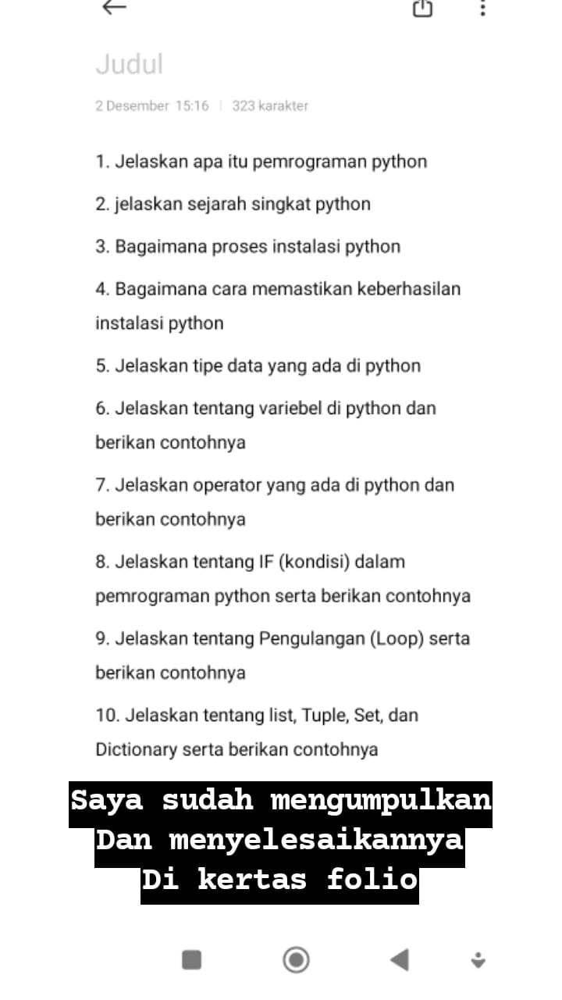 Judul
2 Desember 15:16 | 323 karakter
1. Jelaskan apa itu pemrograman python
2. jelaskan sejarah singkat python
3. Bagaimana proses instalasi python
4. Bagaimana cara memastikan keberhasilan
instalasi python
5. Jelaskan tipe data yang ada di python
6. Jelaskan tentang variebel di python dan
berikan contohnya
7. Jelaskan operator yang ada di python dan
berikan contohnya
8. Jelaskan tentang IF (kondisi) dalam
pemrograman python serta berikan contohnya
9. Jelaskan tentang Pengulangan (Loop) serta
berikan contohnya
10. Jelaskan tentang list, Tuple, Set, dan
Dictionary serta berikan contohnya
Saya sudah mengumpulkan
Dan menyelesaikannya
Di kertas folio